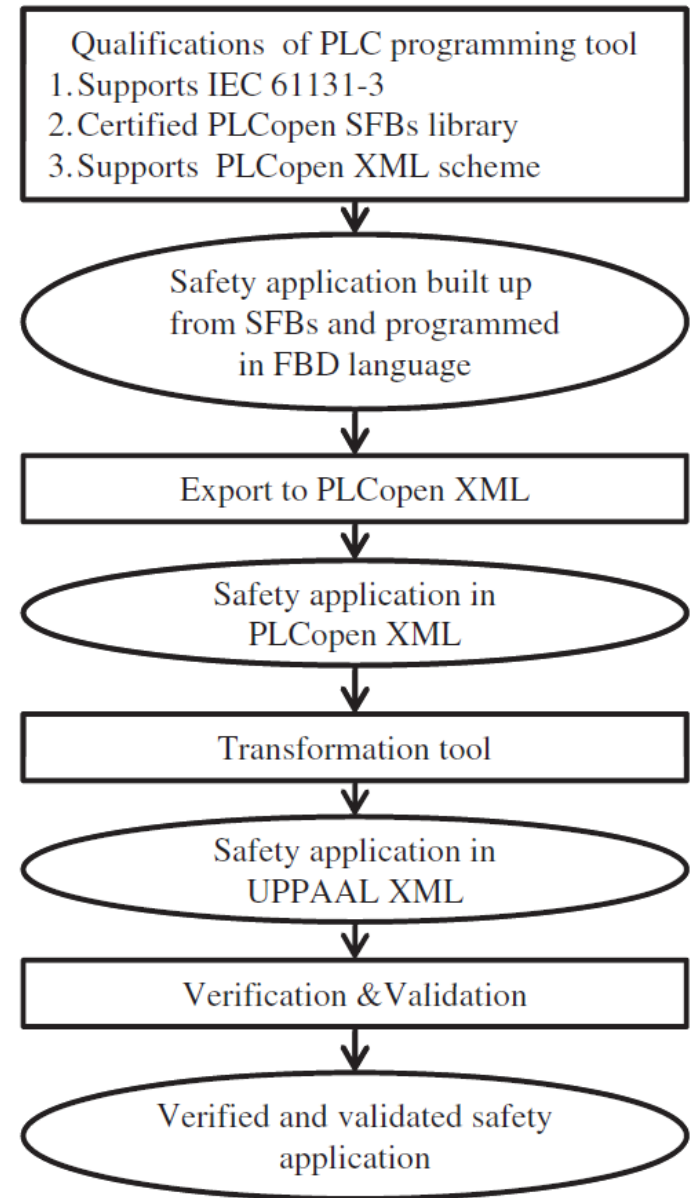 Qualifications of PLC programming tool
1.Supports IEC 61131-3
2.Certified PLCopen SFBs library
3.Supports PLCopen XML scheme
Safety application built up
from SFBs and programmed
in FBD language
Export to PLCopen XML
Safety application in
PLCopen XML
Transformation tool
Safety application in
UPPAAL XML
Verification &Validation
Verified and validated safety
application